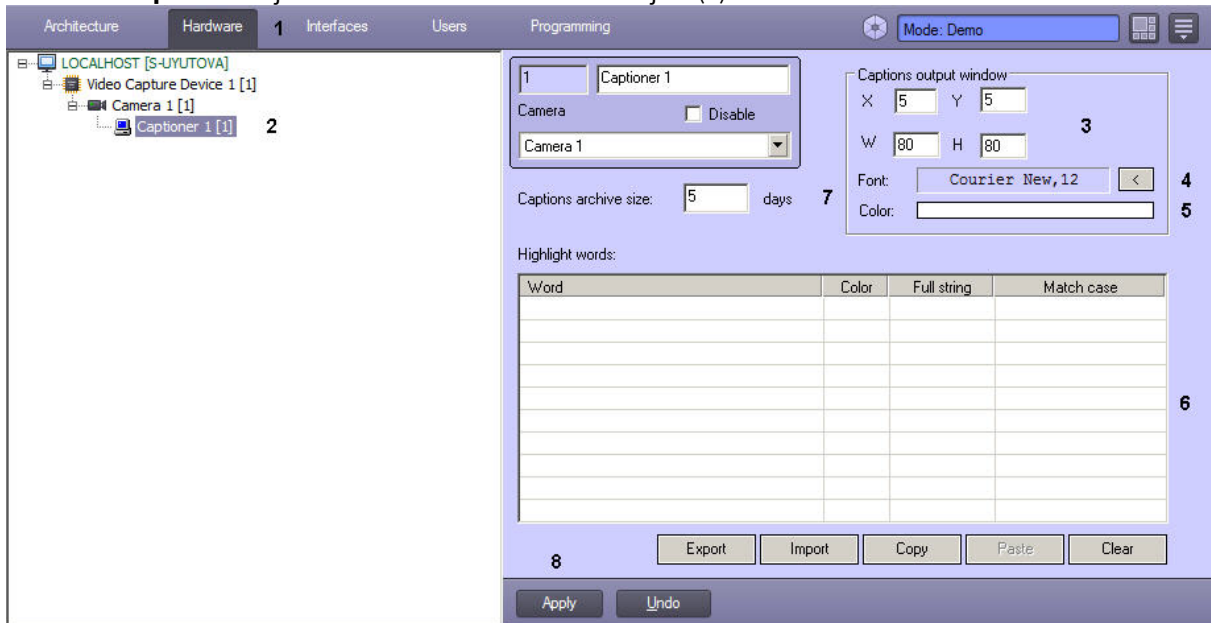 Architecture Hardware 1 Interfaces Users Programming Mode: Demo
LOCALHOST [S-UYUTOVA]
Video Capture Device 1 [1]
Camera 1 [1]
Captioner 1 [1] 2
1 Captioner 1
Camera Disable
Camera 1
Captions archive size: 5 days 7
Captions output window
X 5 Y 5
3
W 80 H 80
Font: Courier New,12 < 4
Color: 5
Highlight words:
Word Color Full string Match case
6
Export Import Copy Paste Clear
8
Apply Undo